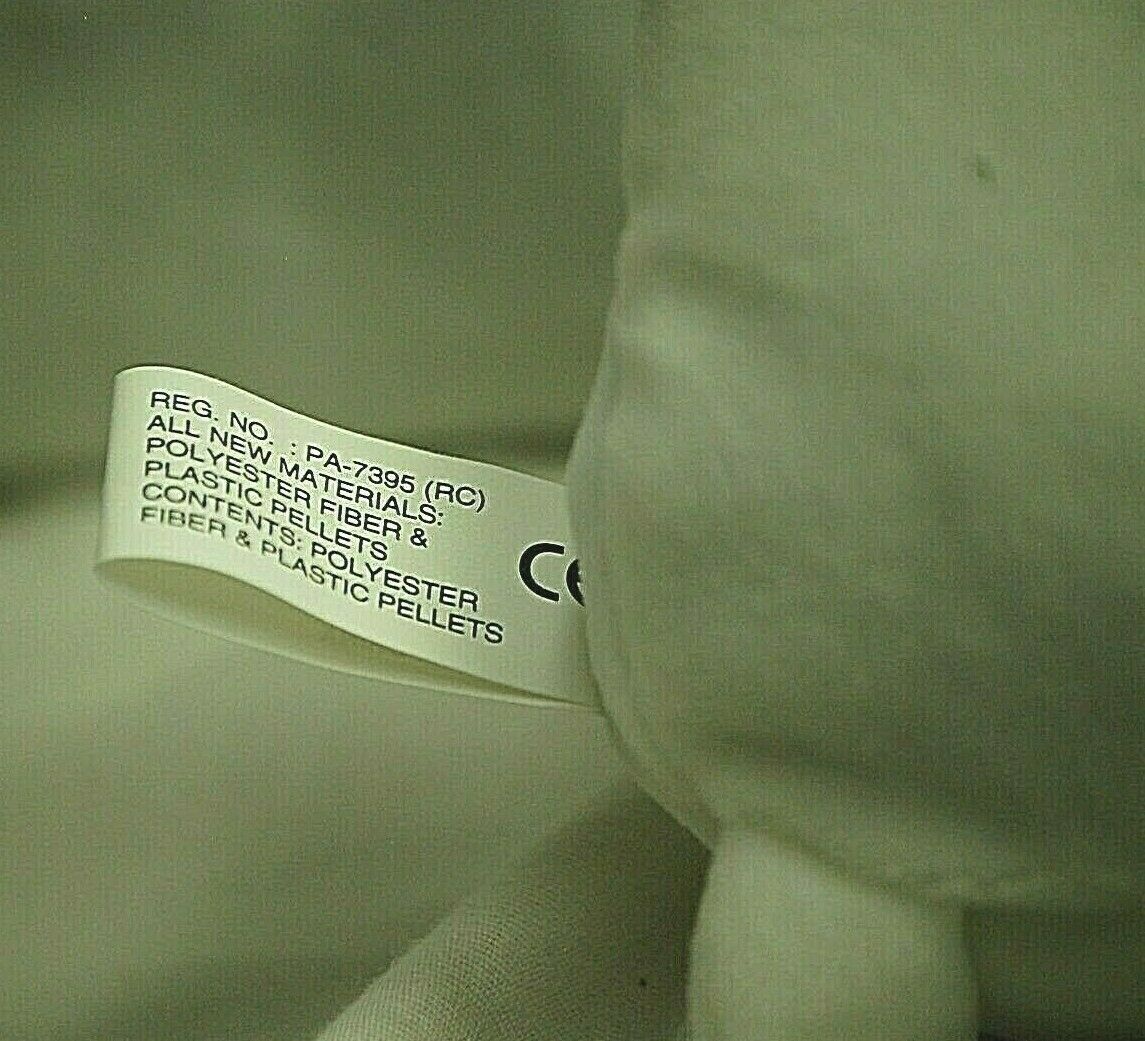 REG. NO. : PA-7395 (RC)
ALL NEW MATERIALS:
POLYESTER FIBER &
PLASTIC PELLETS
CONTENTS: POLYESTER
FIBER & PLASTIC PELLETS
CE